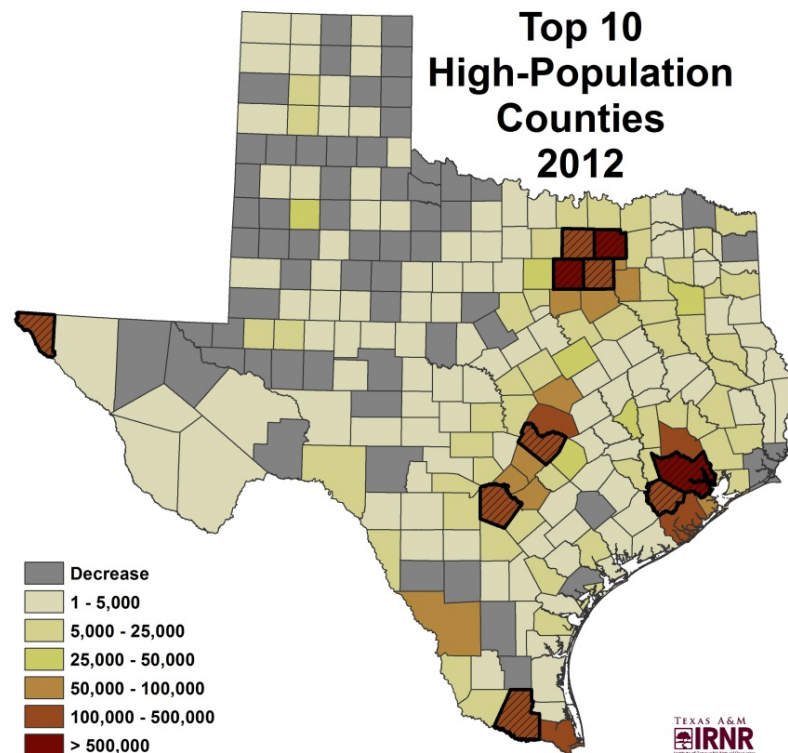 Top 10
High-Population
Counties
2012
Decrease
1 - 5,000
5,000 - 25,000
25,000 - 50,000
50,000 - 100,000
100,000 - 500,000
> 500,000
TEXAS A&M
IRNR